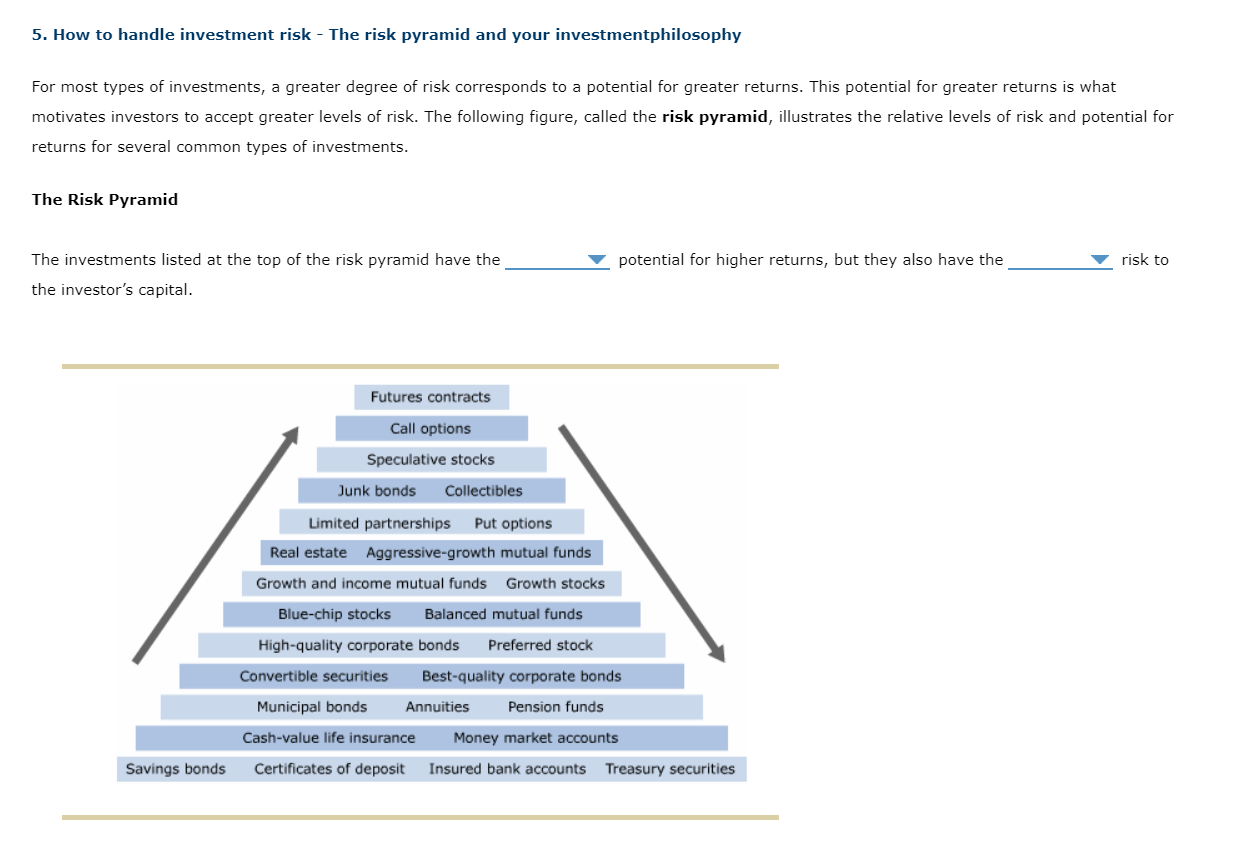 5. How to handle investment risk - The risk pyramid and your investmentphilosophy
For most types of investments, a greater degree of risk corresponds to a potential for greater returns. This potential for greater returns is what
motivates investors to accept greater levels of risk. The following figure, called the risk pyramid, illustrates the relative levels of risk and potential for
returns for several common types of investments.
The Risk Pyramid
The investments listed at the top of the risk pyramid have the potential for higher returns, but they also have the risk to
the investor's capital.
Futures contracts
Call options
Speculative stocks
Junk bonds Collectibles
Limited partnerships Put options
Real estate Aggressive-growth mutual funds
Growth and income mutual funds Growth stocks
Blue-chip stocks Balanced mutual funds
High-quality corporate bonds Preferred stock
Convertible securities Best-quality corporate bonds
Municipal bonds Annuities Pension funds
Cash-value life insurance Money market accounts
Savings bonds Certificates of deposit Insured bank accounts Treasury securities